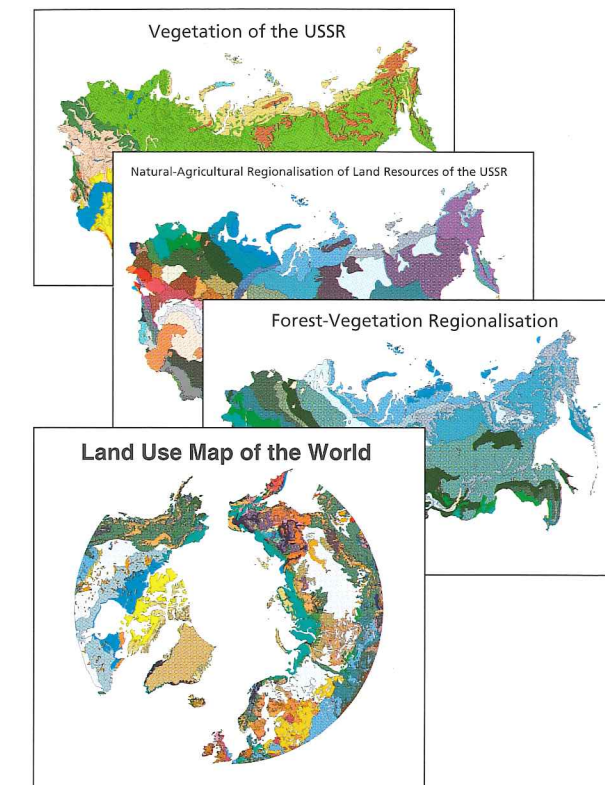 Vegetation of the USSR
Natural-Agricultural Regionalisation of Land Resources of the USSR
Forest-Vegetation Regionalisation
Land Use Map of the World